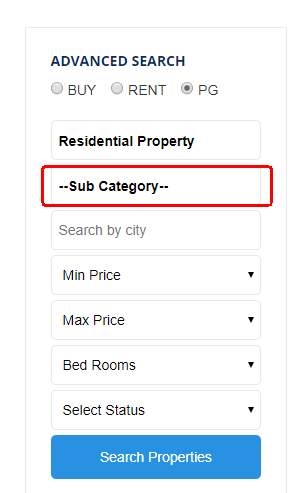 ADVANCED SEARCH
BUY RENT PG
Residential Property
--Sub Category--
Search by city
Min Price
Max Price
Bed Rooms
Select Status
Search Properties